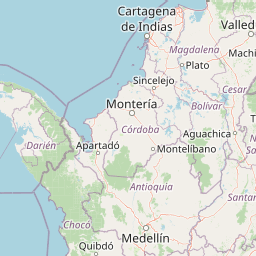 Cartagena
de Indias
Valled
Magdalena
Plato
Machi
Sincelejo
Cesar
Montería
Bolívar
Córdoba
Aguachica
Darién
Apartadó
Montelíbano
Antioquia
Santa
Chocó
Medellín
Quibdó